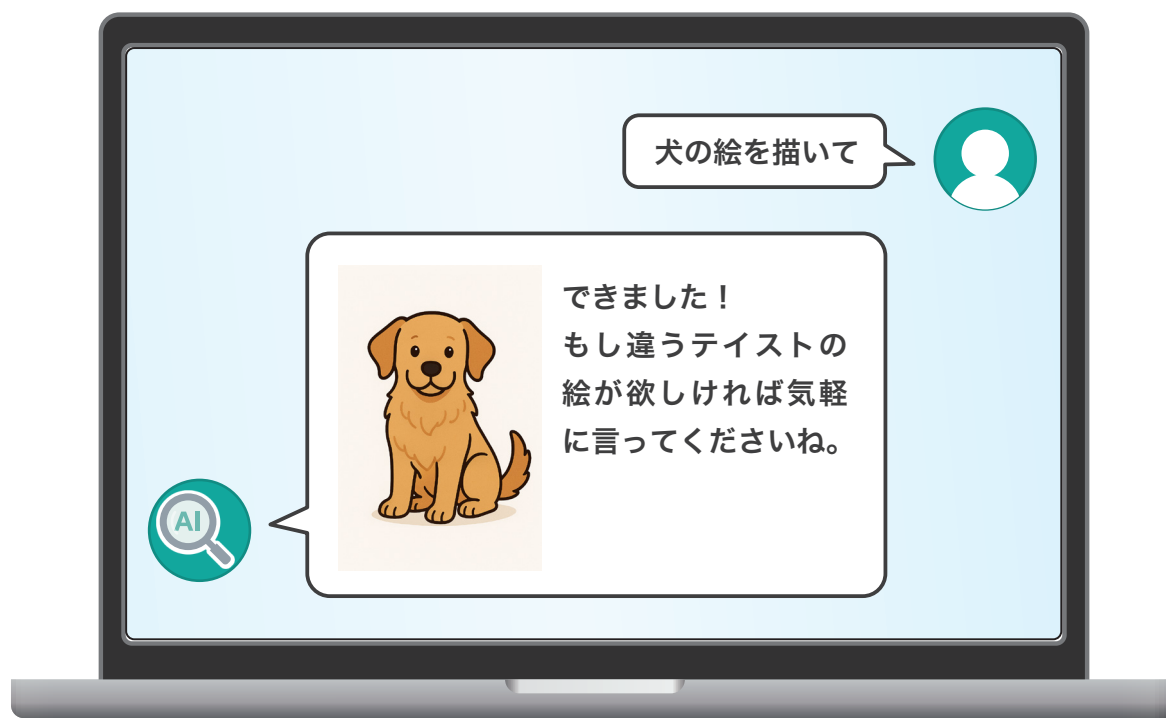 犬の絵を描いて
できました！
もし違うテイストの
絵が欲しければ気軽
に言ってくださいね。
AI